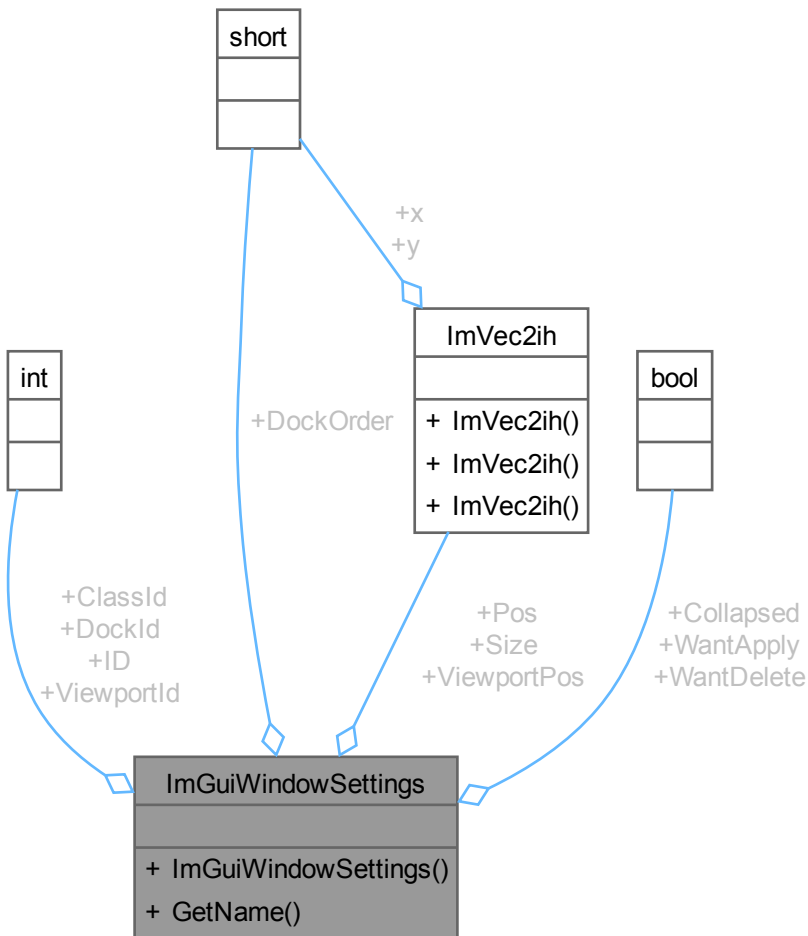 short
+x
+y
ImVec2ih
+ ImVec2ih()
+ ImVec2ih()
+ ImVec2ih()
int
bool
+DockOrder
+ClassId
+DockId
+ID
+ViewportId
+Pos
+Size
+ViewportPos
+Collapsed
+WantApply
+WantDelete
ImGuiWindowSettings
+ ImGuiWindowSettings()
+ GetName()